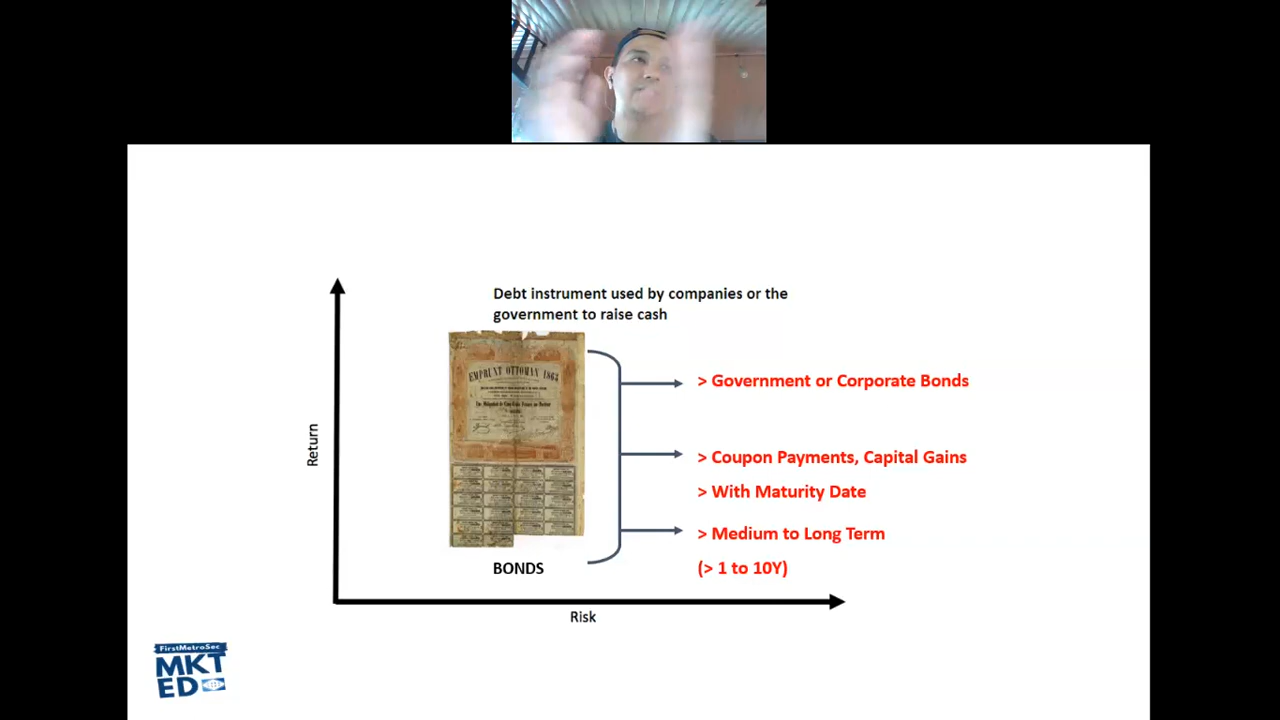 Debt instrument used by companies or the
government to raise cash
EMPRUNT OTTOMAN 1863
> Government or Corporate Bonds
> Coupon Payments, Capital Gains
> With Maturity Date
> Medium to Long Term
(> 1 to 10Y)
BONDS
Return
Risk
FirstMetroSec
MKT
ED